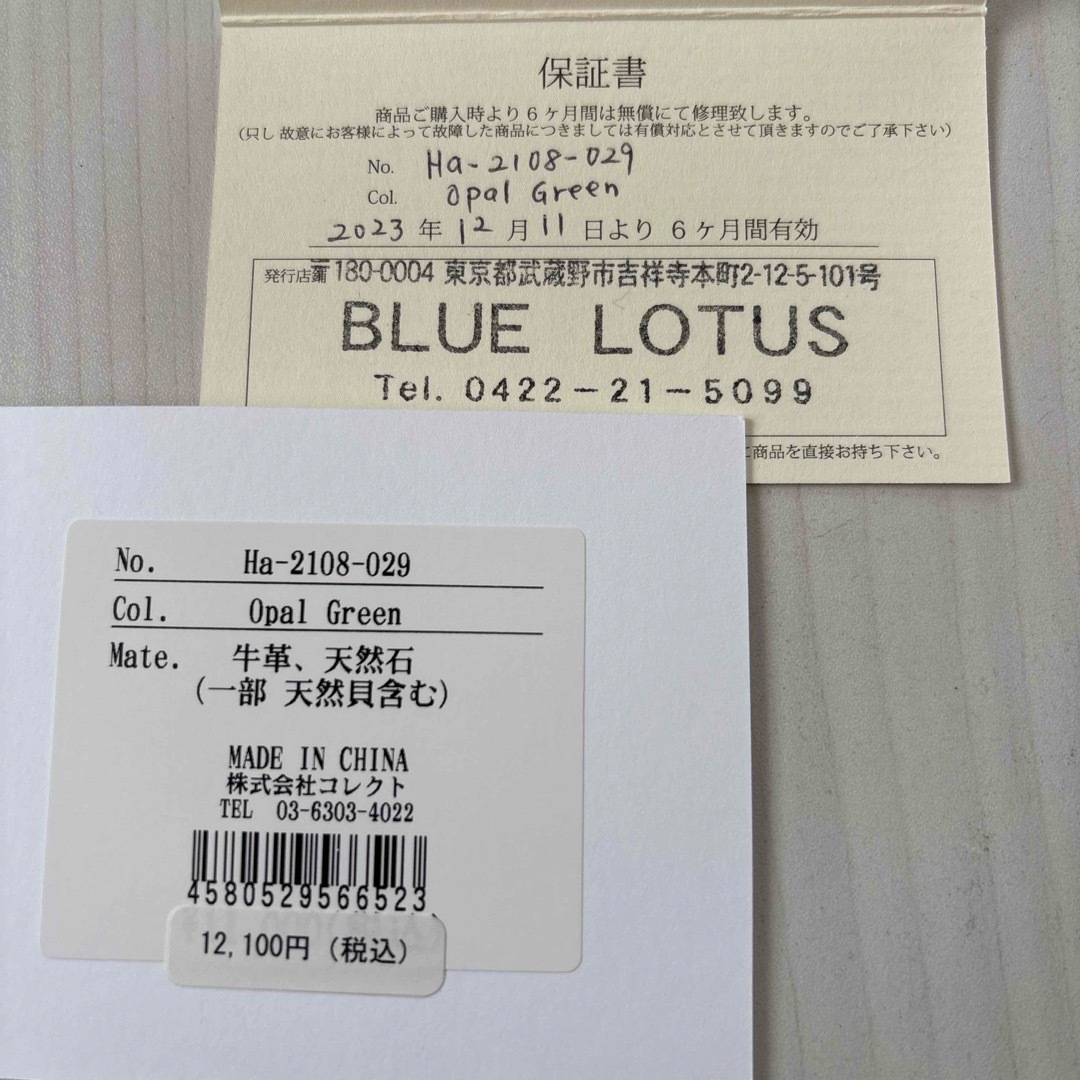 保証書
商品ご購入時より6ヶ月間は無償にて修理致します。
(只し 故意にお客様によって故障した商品につきましては有償対応とさせて頂きますのでご了承下さい)
No. Ha-2108-029
Col. Opal Green
2023 年 12 月 11 日より 6ヶ月間有効
発行店舗 〒180-0004 東京都武蔵野市吉祥寺本町2-12-5-101号
BLUE LOTUS
Tel. 0422-21-5099
に商品を直接お持ち下さい。
No. Ha-2108-029
Col. Opal Green
Mate. 牛革、天然石
(一部 天然貝含む)
MADE IN CHINA
株式会社コレクト
TEL 03-6303-4022
4580529566523
12,100円 (税込)